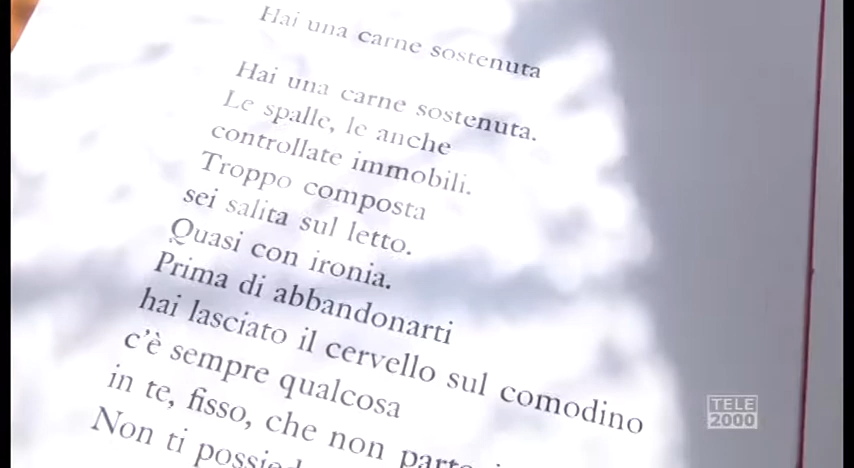 Hai una carne sostenuta
Hai una carne sostenuta.
Le spalle, le anche
controllate immobili.
Troppo composta
sei salita sul letto.
Quasi con ironia.
Prima di abbandonarti
hai lasciato il cervello sul comodino
c'è sempre qualcosa
in te, fisso, che non
Non ti
TELE
2000